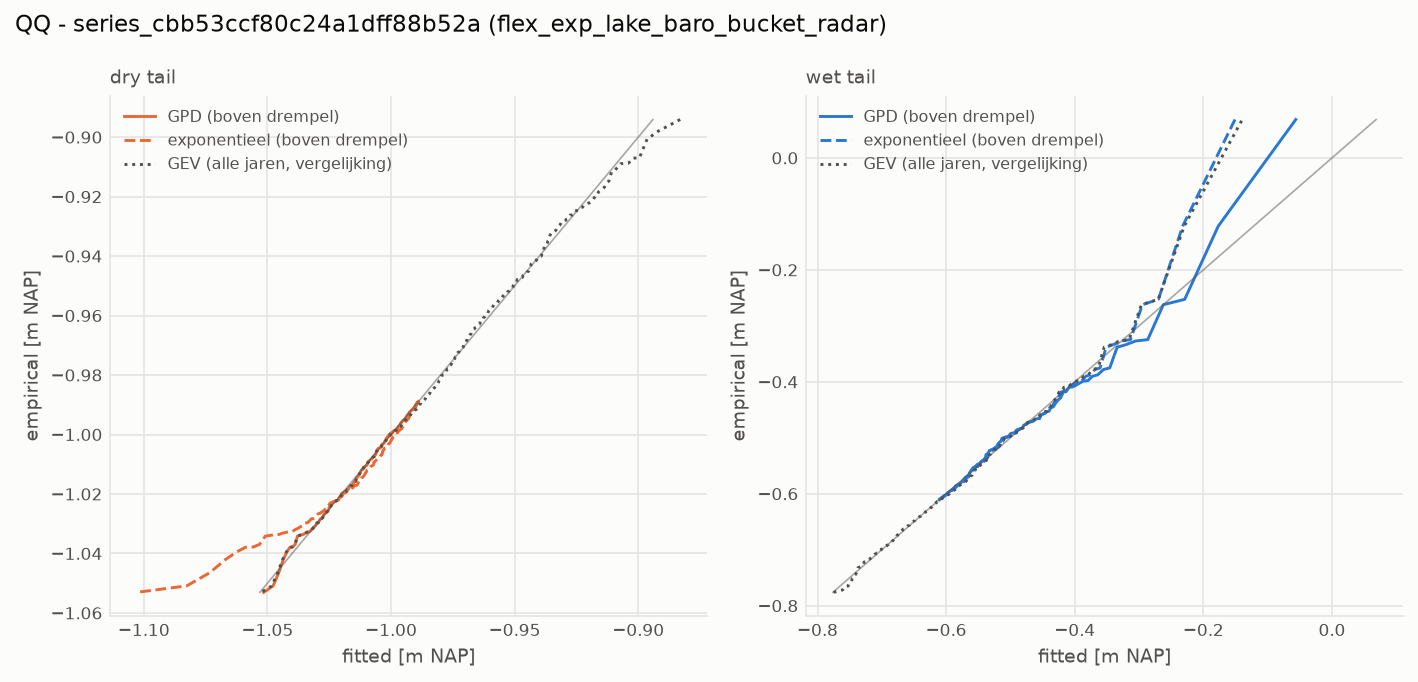 QQ - series_cbb53ccf80c24a1dff88b52a (flex_exp_lake_baro_bucket_radar)
dry tail
GPD (boven drempel)
exponentieel (boven drempel)
GEV (alle jaren, vergelijking)
−0.90
−0.92
−0.94
−0.96
−0.98
−1.00
−1.02
−1.04
−1.06
empirical [m NAP]
−1.10
−1.05
−1.00
−0.95
−0.90
fitted [m NAP]
wet tail
GPD (boven drempel)
exponentieel (boven drempel)
GEV (alle jaren, vergelijking)
0.0
−0.2
−0.4
−0.6
−0.8
empirical [m NAP]
−0.8
−0.6
−0.4
−0.2
0.0
fitted [m NAP]